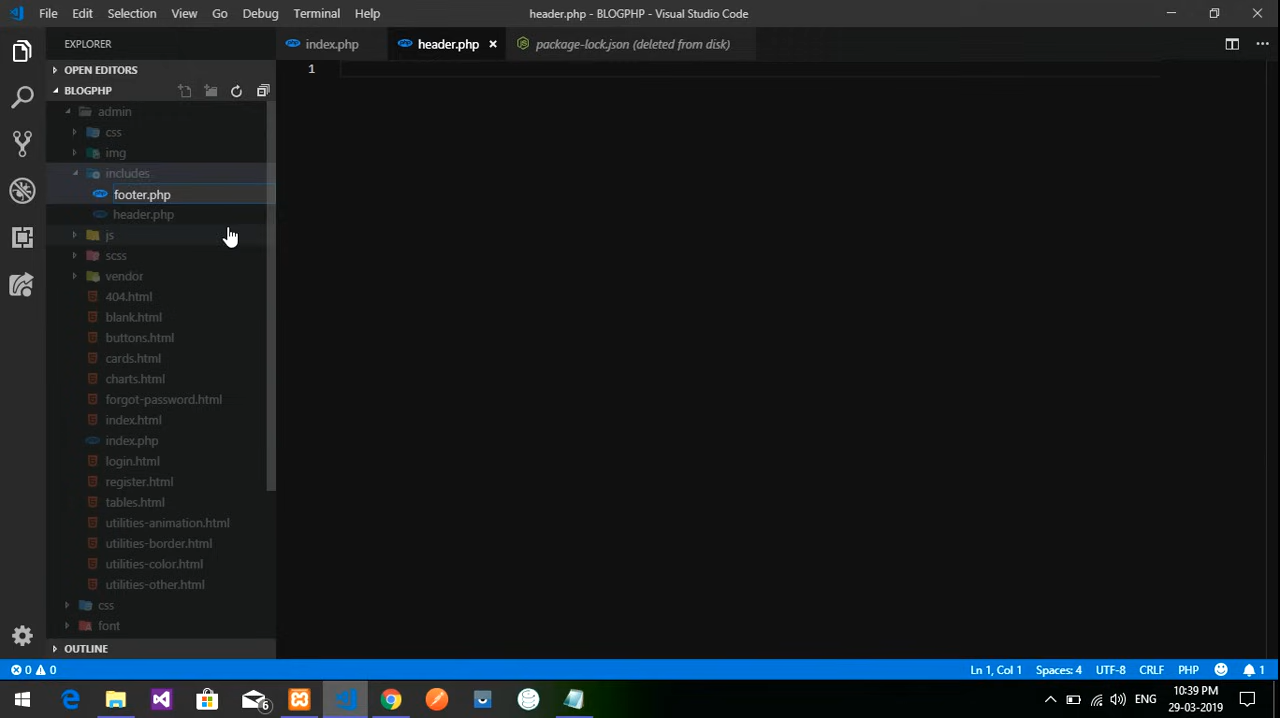 File Edit Selection View Go Debug Terminal Help
header.php - BLOGPHP - Visual Studio Code
EXPLORER
index.php
header.php
package-lock.json (deleted from disk)
OPEN EDITORS
BLOGPHP
1
admin
css
img
includes
footer.php
header.php
js
scss
vendor
404.html
blank.html
buttons.html
cards.html
charts.html
forgot-password.html
index.html
index.php
login.html
register.html
tables.html
utilities-animation.html
utilities-border.html
utilities-color.html
utilities-other.html
css
font
OUTLINE
0 0
Ln 1, Col 1 Spaces: 4 UTF-8 CRLF PHP 1
6
ENG
10:39 PM
29-03-2019